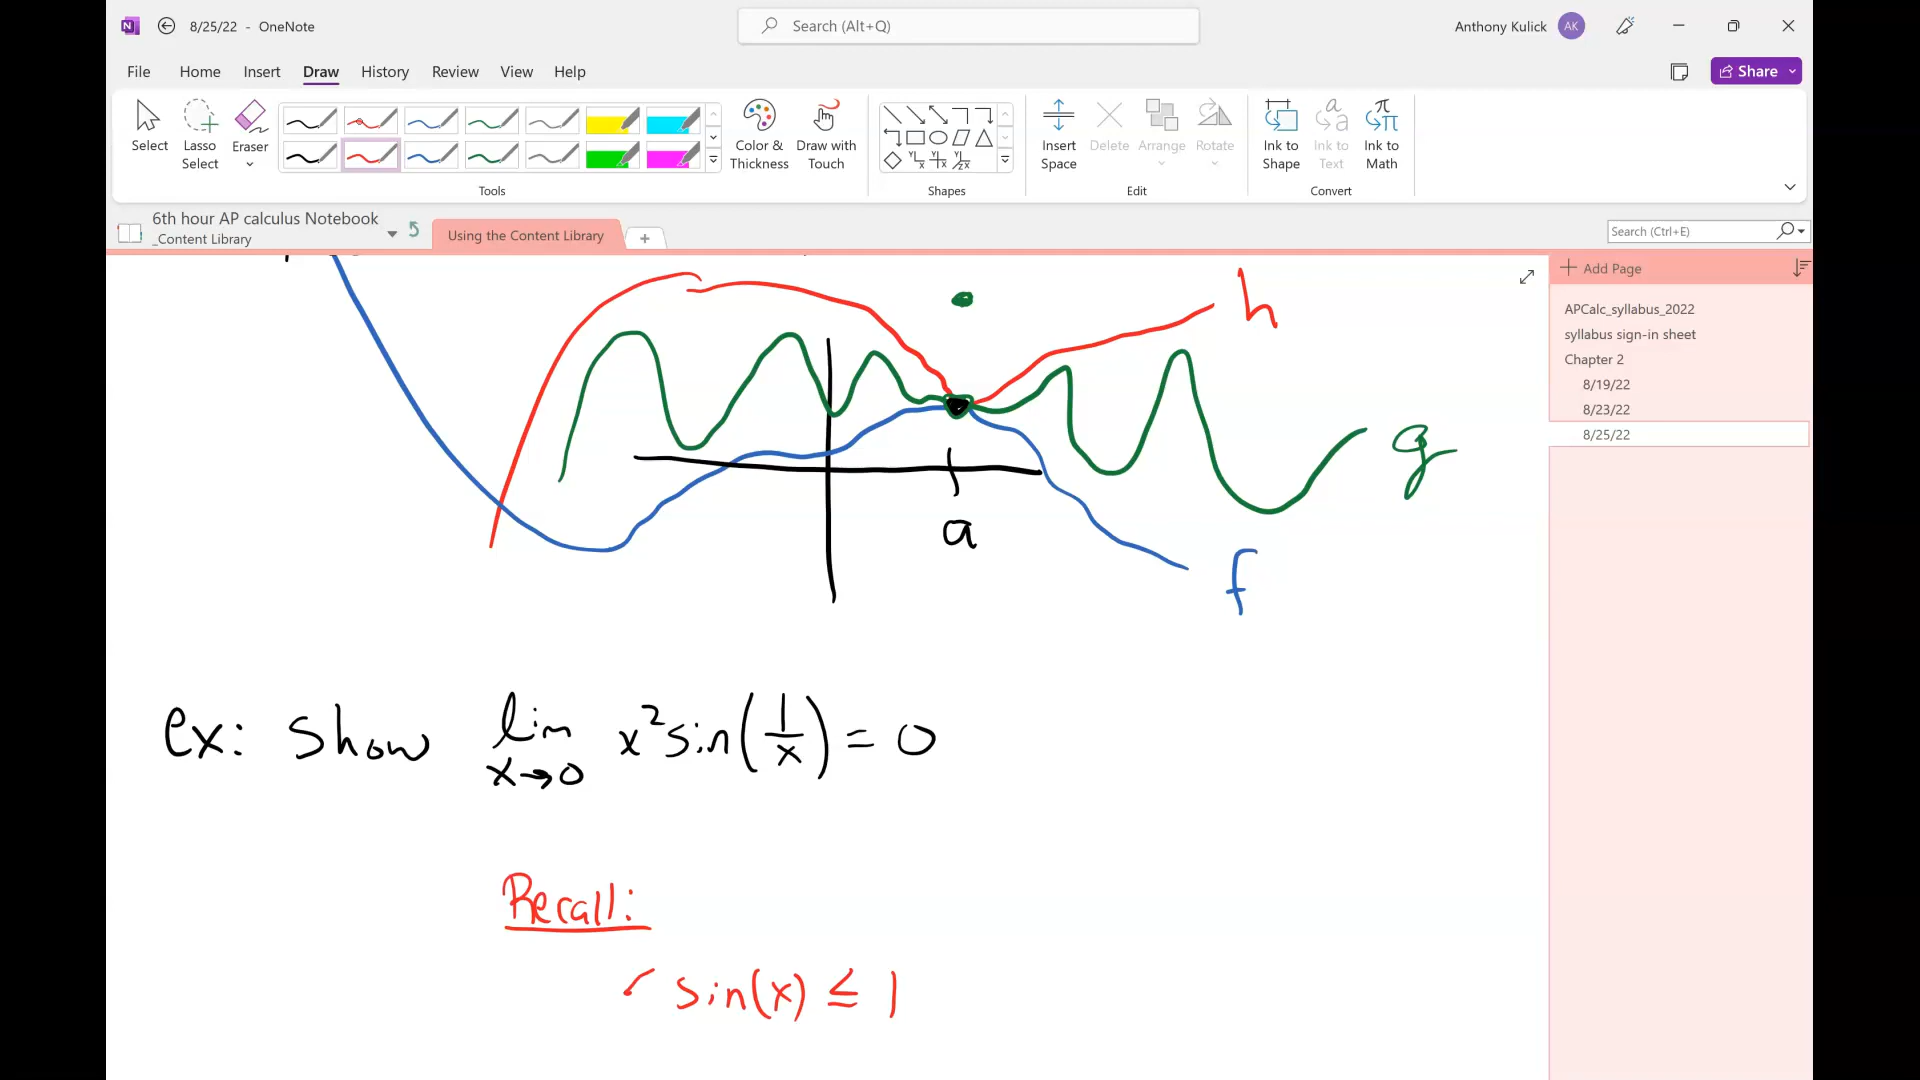 8/25/22 - OneNote
Search (Alt+Q)
Anthony Kulick AK
File Home Insert Draw History Review View Help
Share
Select
Lasso Select
Eraser
Color & Thickness
Draw with Touch
Insert Space
Delete
Arrange
Rotate
Ink to Shape
Ink to Text
Ink to Math
Tools
Shapes
Edit
Convert
6th hour AP calculus Notebook
_Content Library
Using the Content Library
Search (Ctrl+E)
Add Page
APCalc_syllabus_2022
syllabus sign-in sheet
Chapter 2
8/19/22
8/23/22
8/25/22
h
g
a
f
ex: Show lim x→0 x² sin(1/x) = 0
Recall:
sin(x) ≤ 1